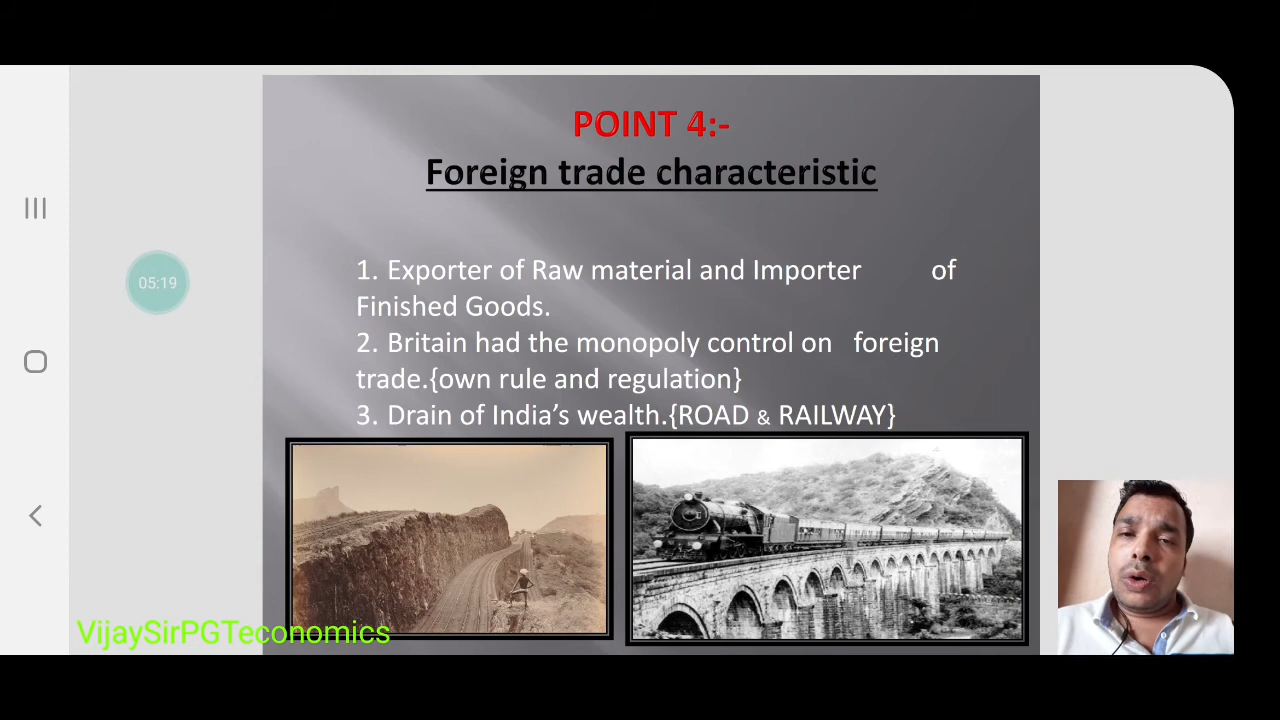 POINT 4:-
Foreign trade characteristic
05:19
1. Exporter of Raw material and Importer of
Finished Goods.
2. Britain had the monopoly control on foreign
trade.{own rule and regulation}
3. Drain of India’s wealth.{ROAD & RAILWAY}
VijaySirPGTeconomics